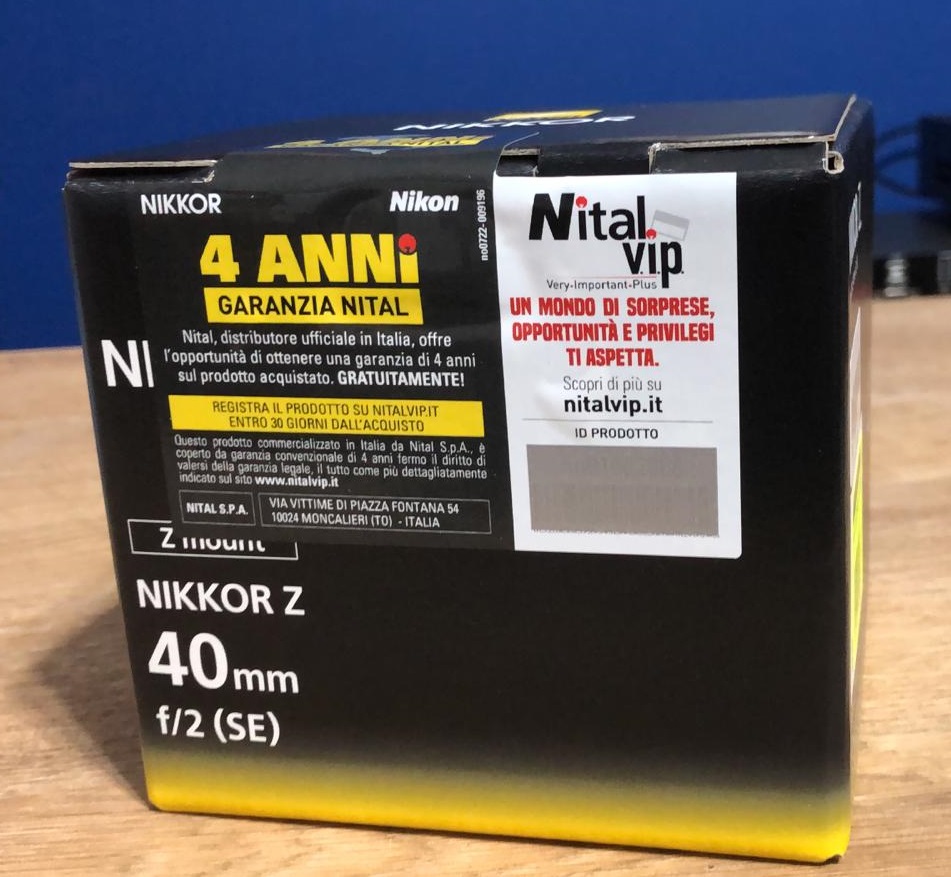 NIKKOR
NIKKOR
Nikon
no0722-009196
4 ANNi
GARANZIA NITAL
Nital, distributore ufficiale in Italia, offre
l'opportunità di ottenere una garanzia di 4 anni
sul prodotto acquistato. GRATUITAMENTE!
REGISTRA IL PRODOTTO SU NITALVIP.IT
ENTRO 30 GIORNI DALL'ACQUISTO
Questo prodotto commercializzato in Italia da Nital S.p.A., è
coperto da garanzia convenzionale di 4 anni fermo il diritto di
valersi della garanzia legale, il tutto come più dettagliatamente
indicato sul sito www.nitalvip.it
NITAL S.P.A.
VIA VITTIME DI PIAZZA FONTANA 54
10024 MONCALIERI (TO) - ITALIA
Nital.
v.i.p.
Very-Important-Plus
UN MONDO DI SORPRESE,
OPPORTUNITÀ E PRIVILEGI
TI ASPETTA.
Scopri di più su
nitalvip.it
ID PRODOTTO
Z mount
NIKKOR Z
40mm
f/2 (SE)